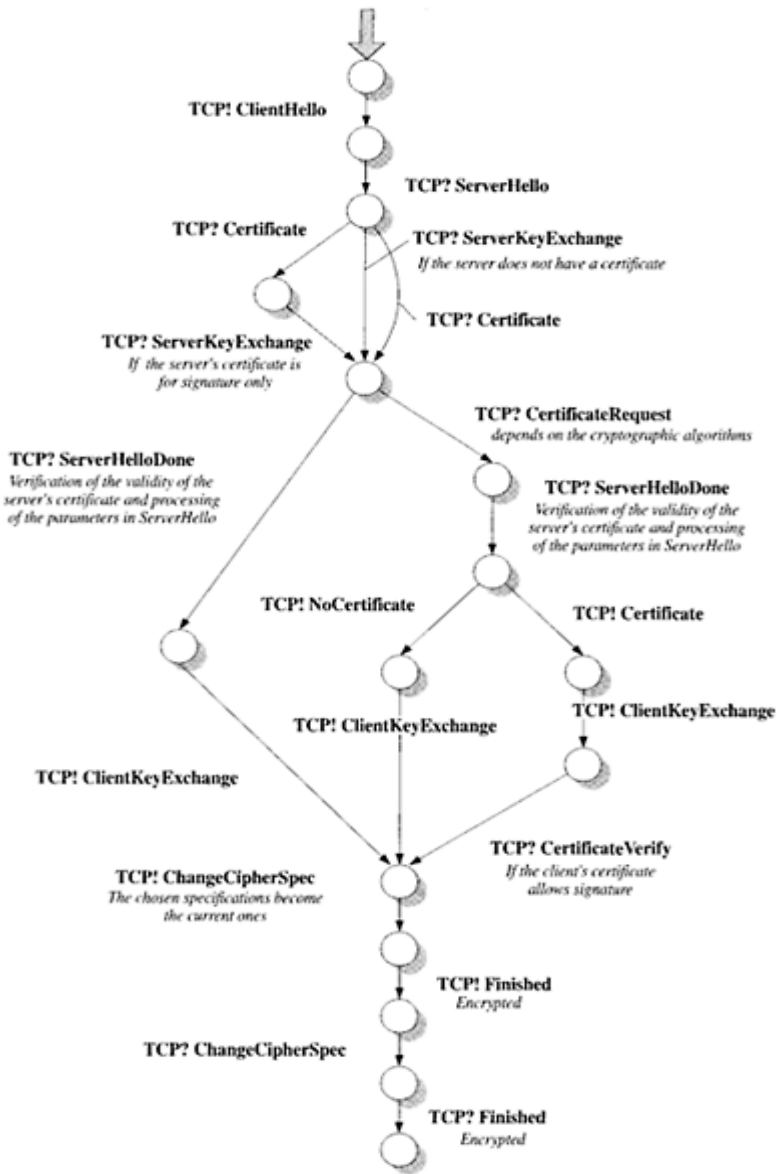 TCP! ClientHello
TCP? ServerHello
TCP? Certificate
TCP? ServerKeyExchange
If the server does not have a certificate
TCP? Certificate
TCP? ServerKeyExchange
If the server's certificate is
for signature only
TCP? CertificateRequest
depends on the cryptographic algorithms
TCP? ServerHelloDone
Verification of the validity of the
server's certificate and processing
of the parameters in ServerHello
TCP? ServerHelloDone
Verification of the validity of the
server's certificate and processing
of the parameters in ServerHello
TCP! NoCertificate
TCP! Certificate
TCP! ClientKeyExchange
TCP! ClientKeyExchange
TCP! ClientKeyExchange
TCP? CertificateVerify
If the client's certificate
allows signature
TCP! ChangeCipherSpec
The chosen specifications become
the current ones
TCP! Finished
Encrypted
TCP? ChangeCipherSpec
TCP? Finished
Encrypted